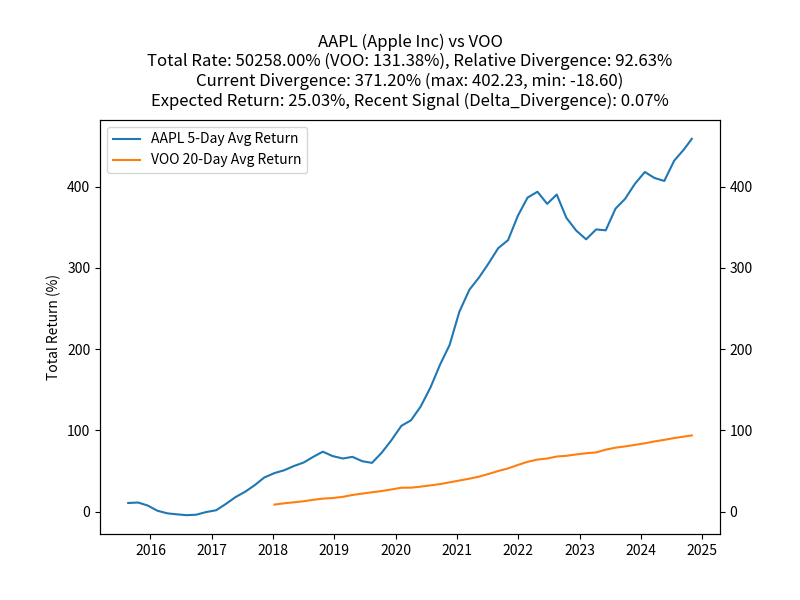 AAPL (Apple Inc) vs VOO
Total Rate: 50258.00% (VOO: 131.38%), Relative Divergence: 92.63%
Current Divergence: 371.20% (max: 402.23, min: -18.60)
Expected Return: 25.03%, Recent Signal (Delta_Divergence): 0.07%
AAPL 5-Day Avg Return
VOO 20-Day Avg Return
Total Return (%)
400 400
300 300
200 200
100 100
0 0
2016 2017 2018 2019 2020 2021 2022 2023 2024 2025